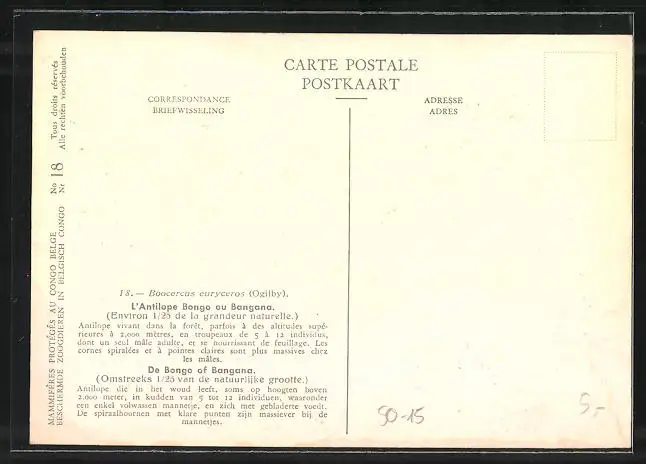 CARTE POSTALE
POSTKAART
CORRESPONDANCE
BRIEFWISSELING
ADRESSE
ADRES
MAMMIFÈRES PROTÉGÉS AU CONGO BELGE No 18 Tous droits réservés
BESCHERMDE ZOOGDIEREN IN BELGISCH CONGO Nr Alle rechten voorbehouden
18. — Boocercus euryceros (Ogilby).
L'Antilope Bongo ou Bangana.
(Environ 1/25 de la grandeur naturelle.)
Antilope vivant dans la forêt, parfois à des altitudes supé-
rieures à 2.000 mètres, en troupeaux de 5 à 12 individus,
dont un seul mâle adulte, et se nourrissant de feuillage. Les
cornes spiralées et à pointes claires sont plus massives chez
les mâles.
De Bongo of Bangana.
(Omstreeks 1/25 van de natuurlijke grootte.)
Antilope die in het woud leeft, soms op hoogten boven
2.000 meter, in kudden van 5 tot 12 individuen, waaronder
een enkel volwassen mannetje, en zich met gebladerte voedt.
De spiraalhoornen met klare punten zijn massiever bij de
mannetjes.
50-15
5,-